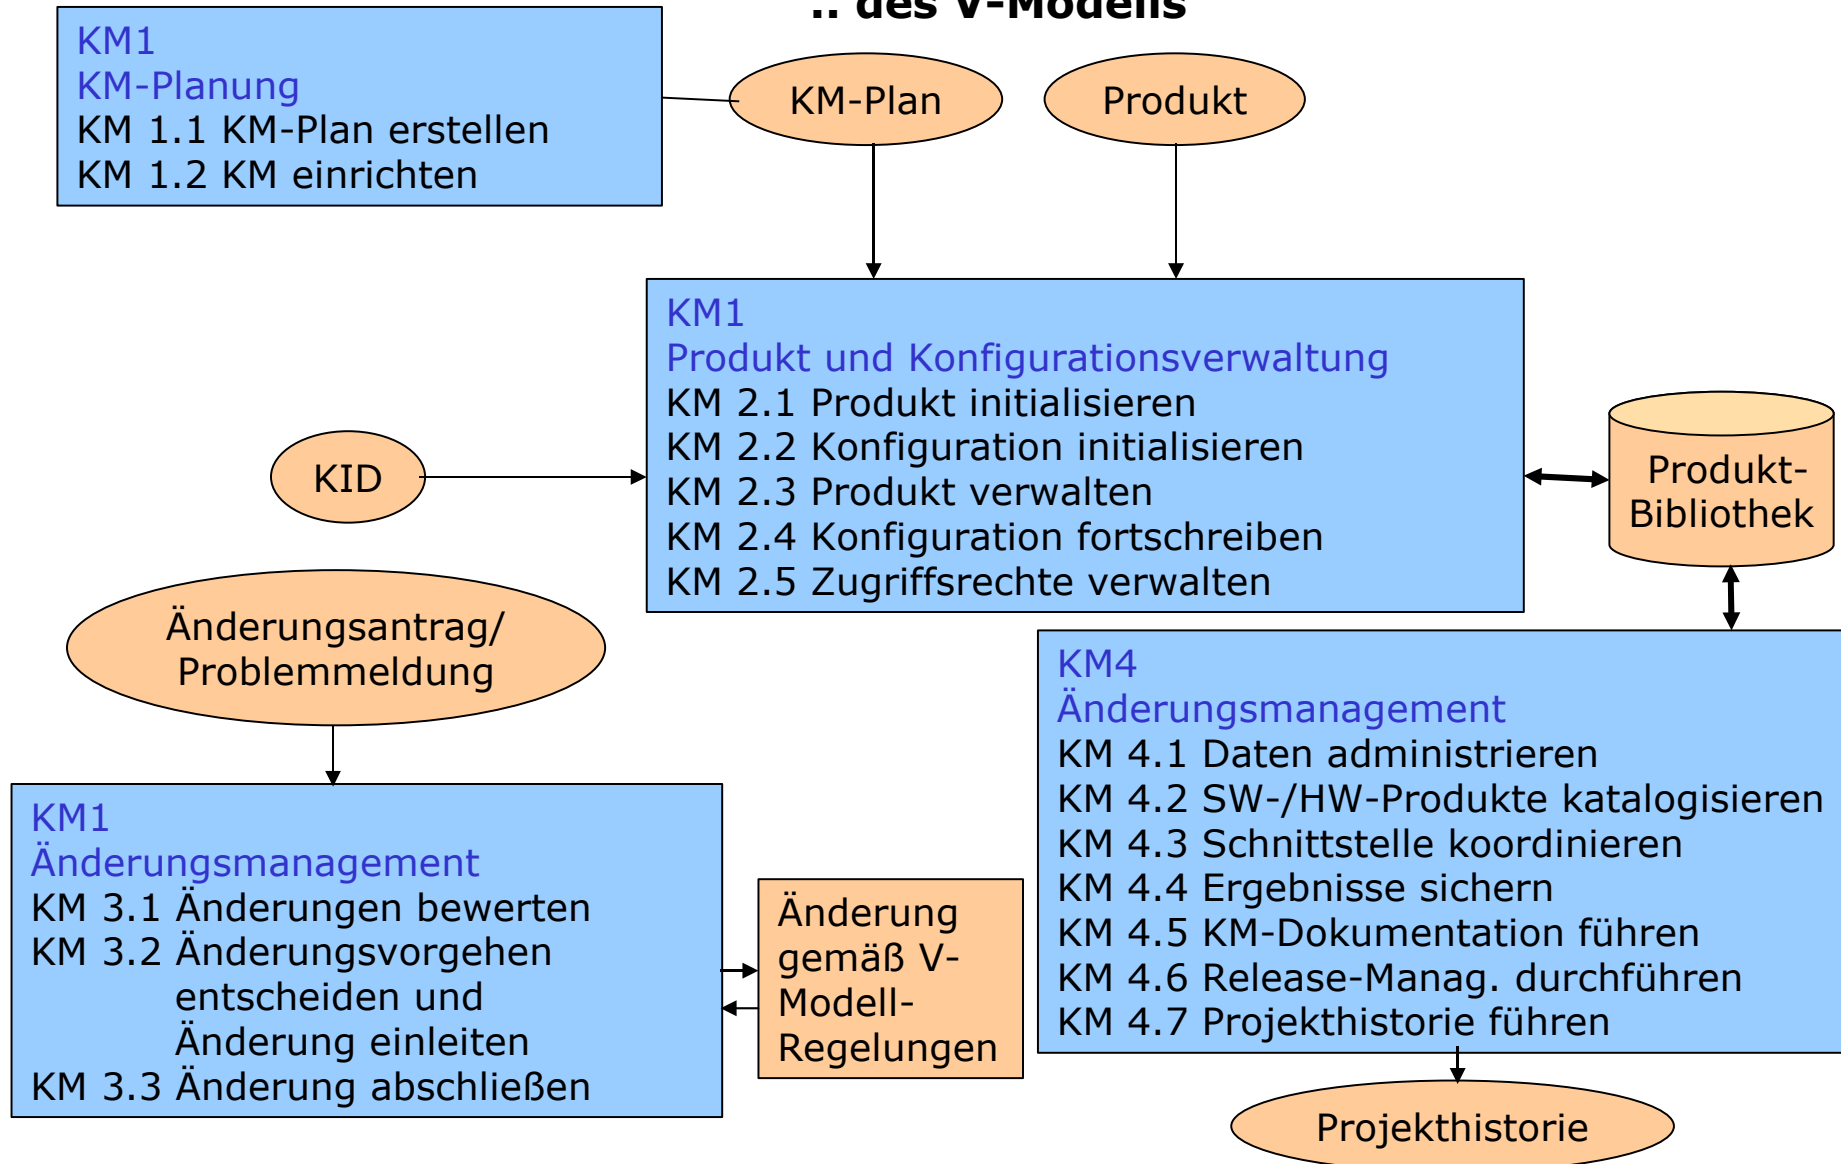 .. des V-Modells
KM1
KM-Planung
KM 1.1 KM-Plan erstellen
KM 1.2 KM einrichten
KM-Plan
Produkt
KM1
Produkt und Konfigurationsverwaltung
KM 2.1 Produkt initialisieren
KM 2.2 Konfiguration initialisieren
KM 2.3 Produkt verwalten
KM 2.4 Konfiguration fortschreiben
KM 2.5 Zugriffsrechte verwalten
KID
Produkt-
Bibliothek
Änderungsantrag/
Problemmeldung
KM1
Änderungsmanagement
KM 3.1 Änderungen bewerten
KM 3.2 Änderungsvorgehen
entscheiden und
Änderung einleiten
KM 3.3 Änderung abschließen
Änderung
gemäß V-
Modell-
Regelungen
KM4
Änderungsmanagement
KM 4.1 Daten administrieren
KM 4.2 SW-/HW-Produkte katalogisieren
KM 4.3 Schnittstelle koordinieren
KM 4.4 Ergebnisse sichern
KM 4.5 KM-Dokumentation führen
KM 4.6 Release-Manag. durchführen
KM 4.7 Projekthistorie führen
Projekthistorie